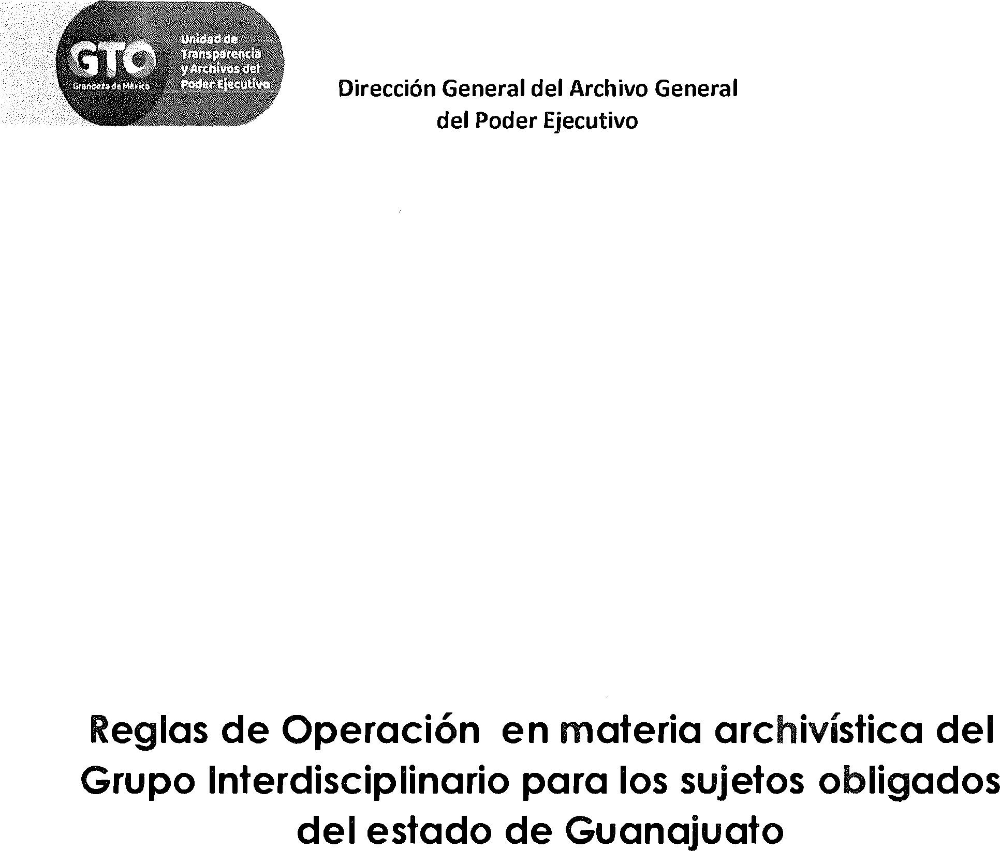 GTO
Grandeza de México
Unidad de
Transparencia
y Archivos del
Poder Ejecutivo
Dirección General del Archivo General
del Poder Ejecutivo
Reglas de Operación en materia archivística del
Grupo Interdisciplinario para los sujetos obligados
del estado de Guanajuato